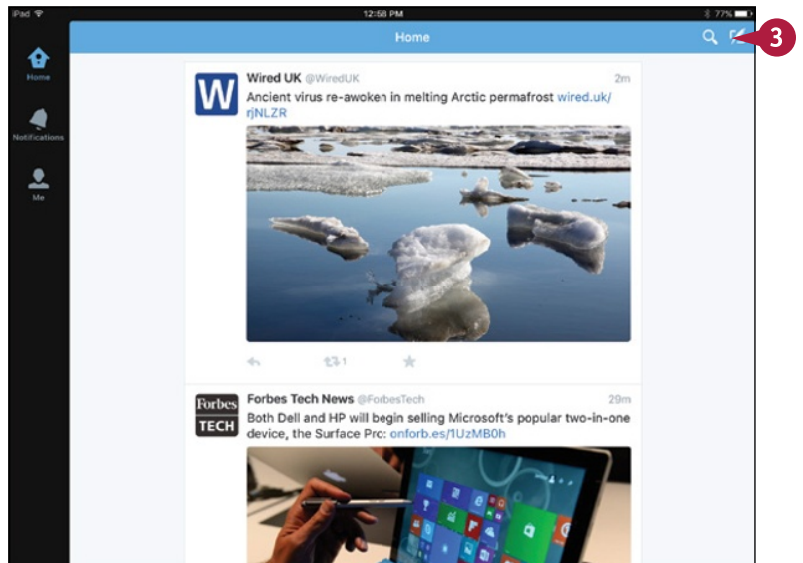 iPad 12:58 PM 77%
Home
3
Home
Notifications
Me
W
Wired UK @WiredUK 2m
Ancient virus re-awoken in melting Arctic permafrost wired.uk/
rjNLZR
1
Forbes
TECH
Forbes Tech News @ForbesTech 29m
Both Dell and HP will begin selling Microsoft's popular two-in-one
device, the Surface Pro: onforb.es/1UzMB0h